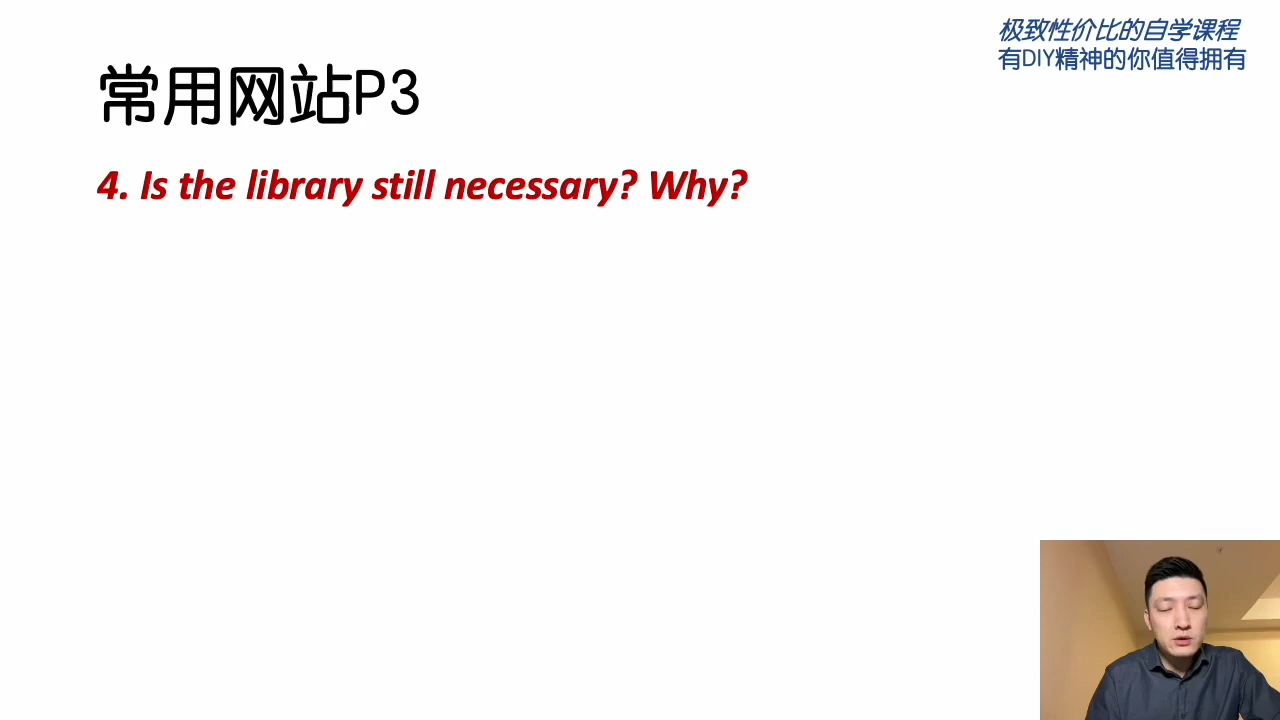 极致性价比的自学课程
有DIY精神的你值得拥有
常用网站P3
4. Is the library still necessary? Why?